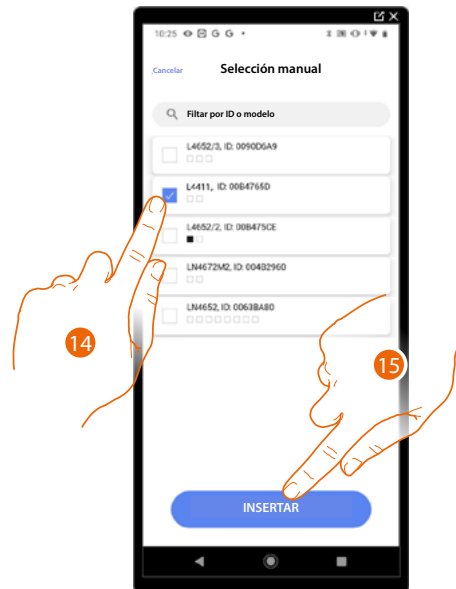 10:25 G G
Cancelar Selección manual
Filtar por ID o modelo
L4652/3, ID: 0090D6A9
L4411, ID: 00B4765D
L4652/2, ID: 00B475CE
LN4672M2, ID: 004B2960
LN4652, ID: 0063BA80
14
15
INSERTAR